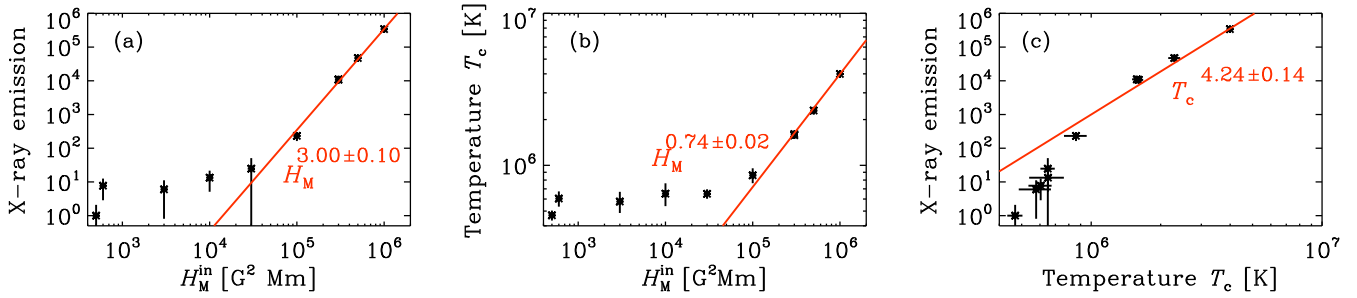 (a)
X-ray emission
10^6
10^5
10^4
10^3
10^2
10^1
10^0
H_M^{3.00±0.10}
10^3 10^4 10^5 10^6
H_M^in [G^2 Mm]
(b)
Temperature T_c [K]
10^7
10^6
H_M^{0.74±0.02}
10^3 10^4 10^5 10^6
H_M^in [G^2Mm]
(c)
X-ray emission
10^6
10^5
10^4
10^3
10^2
10^1
10^0
T_c^{4.24±0.14}
10^6 10^7
Temperature T_c [K]